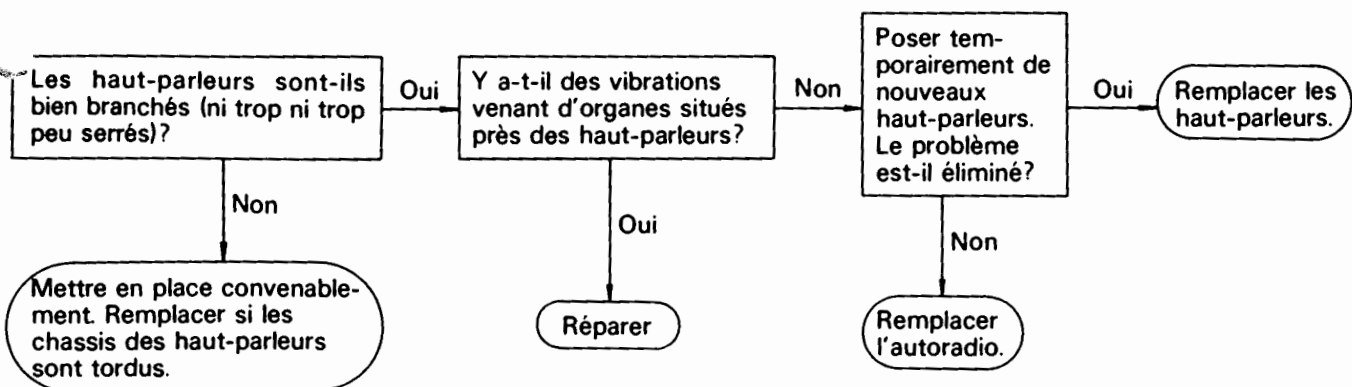 Les haut-parleurs sont-ils
bien branchés (ni trop ni trop
peu serrés)?
Oui
Y a-t-il des vibrations
venant d'organes situés
près des haut-parleurs?
Non
Poser tem-
porairement de
nouveaux
haut-parleurs.
Le problème
est-il éliminé?
Oui
Remplacer les
haut-parleurs.
Non
Oui
Non
Mettre en place convenable-
ment. Remplacer si les
chassis des haut-parleurs
sont tordus.
Réparer
Remplacer
l'autoradio.